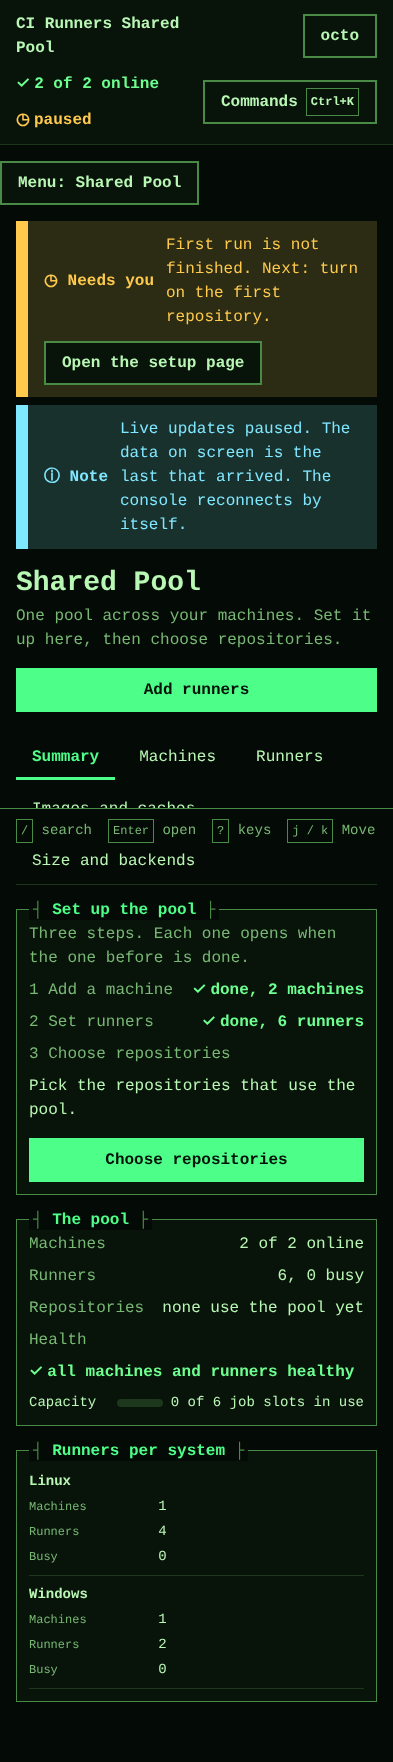 CI Runners Shared
Pool
octo
✓ 2 of 2 online
◷ paused
Commands Ctrl+K
Menu: Shared Pool
◷ Needs you
First run is not
finished. Next: turn
on the first
repository.
Open the setup page
ⓘ Note
Live updates paused. The
data on screen is the
last that arrived. The
console reconnects by
itself.
Shared Pool
One pool across your machines. Set it
up here, then choose repositories.
Add runners
Summary Machines Runners
Images and caches
/ search Enter open ? keys j / k Move
Size and backends
┤ Set up the pool ├
Three steps. Each one opens when
the one before is done.
1 Add a machine ✓ done, 2 machines
2 Set runners ✓ done, 6 runners
3 Choose repositories
Pick the repositories that use the
pool.
Choose repositories
┤ The pool ├
Machines 2 of 2 online
Runners 6, 0 busy
Repositories none use the pool yet
Health
✓ all machines and runners healthy
Capacity 0 of 6 job slots in use
┤ Runners per system ├
Linux
Machines 1
Runners 4
Busy 0
Windows
Machines 1
Runners 2
Busy 0